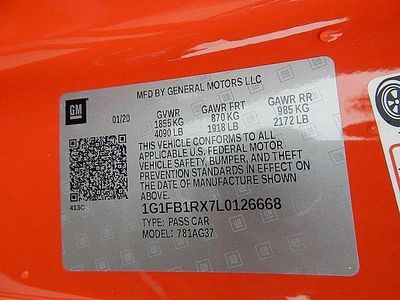 GM
MFD BY GENERAL MOTORS LLC
01/20
GVWR GAWR FRT GAWR RR
1855 KG 870 KG 985 KG
4090 LB 1918 LB 2172 LB
THIS VEHICLE CONFORMS TO ALL
APPLICABLE U.S. FEDERAL MOTOR
VEHICLE SAFETY, BUMPER, AND THEFT
PREVENTION STANDARDS IN EFFECT ON
THE DATE OF MANUFACTURE SHOWN
ABOVE.
413C
1G1FB1RX7L0126668
TYPE: PASS CAR
MODEL: 781AG37